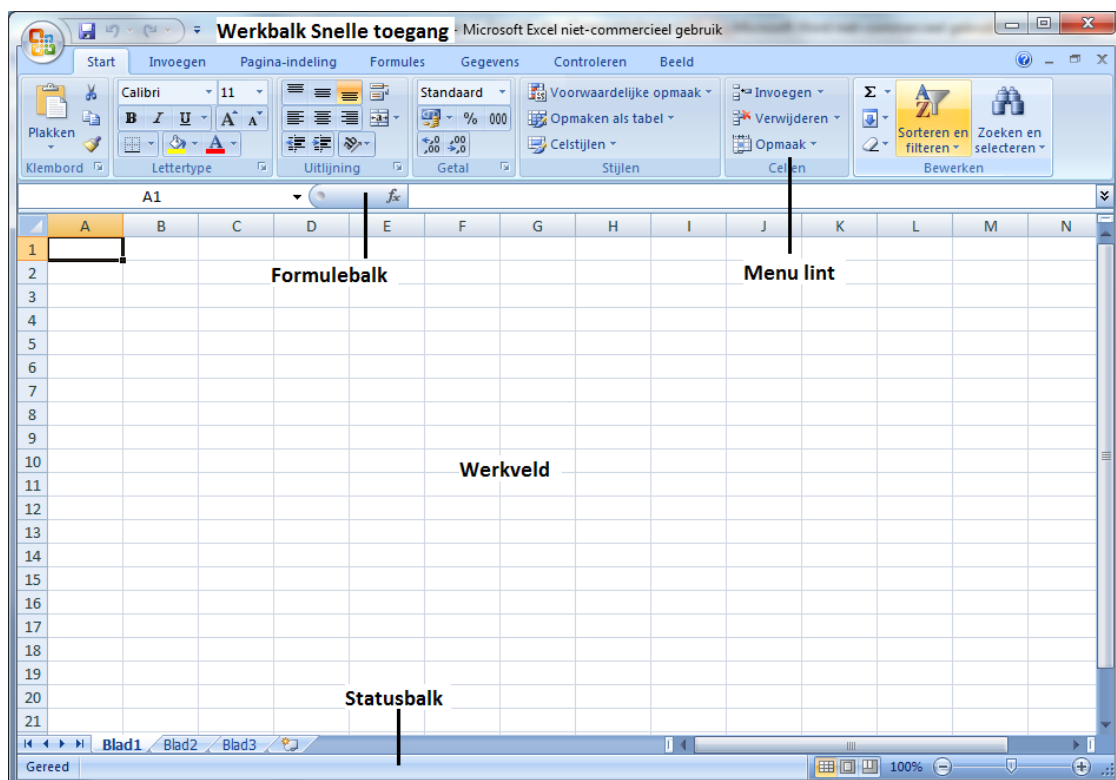 Werkbalk Snelle toegang - Microsoft Excel niet-commercieel gebruik
Start Invoegen Pagina-indeling Formules Gegevens Controleren Beeld
Plakken
Klembord
Calibri 11
B I U A A
A
Lettertype
Uitlijning
Standaard
% 000
,00 ,00
Getal
Voorwaardelijke opmaak
Opmaken als tabel
Celstijlen
Stijlen
Invoegen
Verwijderen
Opmaak
Cellen
Σ
Sorteren en filteren
Zoeken en selecteren
Bewerken
A1 fx
A B C D E F G H I J K L M N
1
2
Formulebalk Menu lint
3
4
5
6
7
8
9
10
Werkveld
11
12
13
14
15
16
17
18
19
20
Statusbalk
21
Blad1 Blad2 Blad3
Gereed 100%